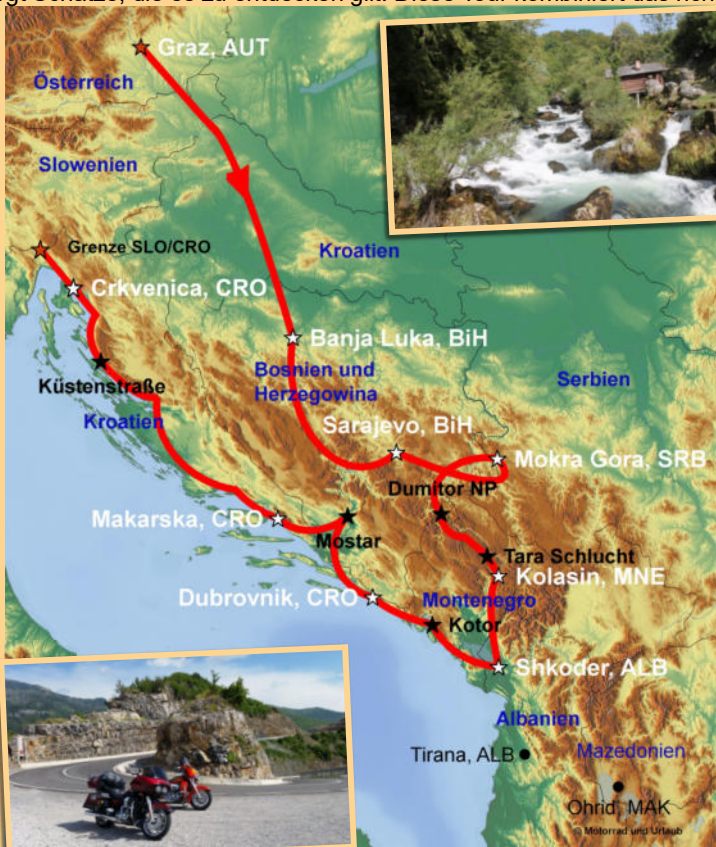 Graz, AUT
Österreich
Slowenien
Grenze SLO/CRO
Kroatien
Crkvenica, CRO
Banja Luka, BiH
Bosnien und
Herzegowina
Serbien
Küstenstraße
Kroatien
Sarajevo, BiH
Mokra Gora, SRB
Dumitor NP
Makarska, CRO
Mostar
Tara Schlucht
Kolasin, MNE
Dubrovnik, CRO
Montenegro
Kotor
Shkoder, ALB
Albanien
Tirana, ALB
Mazedonien
Ohrid, MAK
© Motorrad und Urlaub